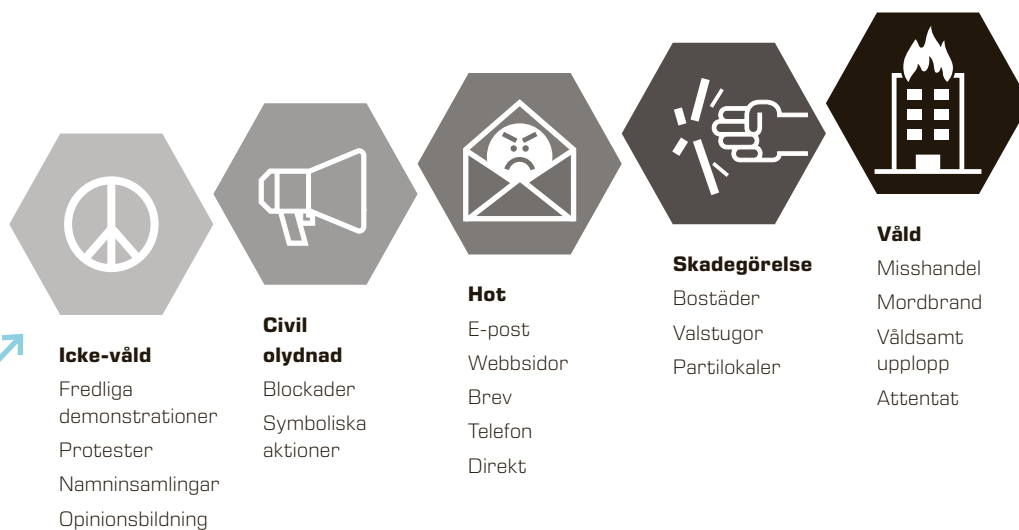 Icke-våld
Fredliga
demonstrationer
Protester
Namninsamlingar
Opinionsbildning
Civil
olydnad
Blockader
Symboliska
aktioner
Hot
E-post
Webbsidor
Brev
Telefon
Direkt
Skadegörelse
Bostäder
Valstugor
Partilokaler
Våld
Misshandel
Mordbrand
Våldsamt
upplopp
Attentat